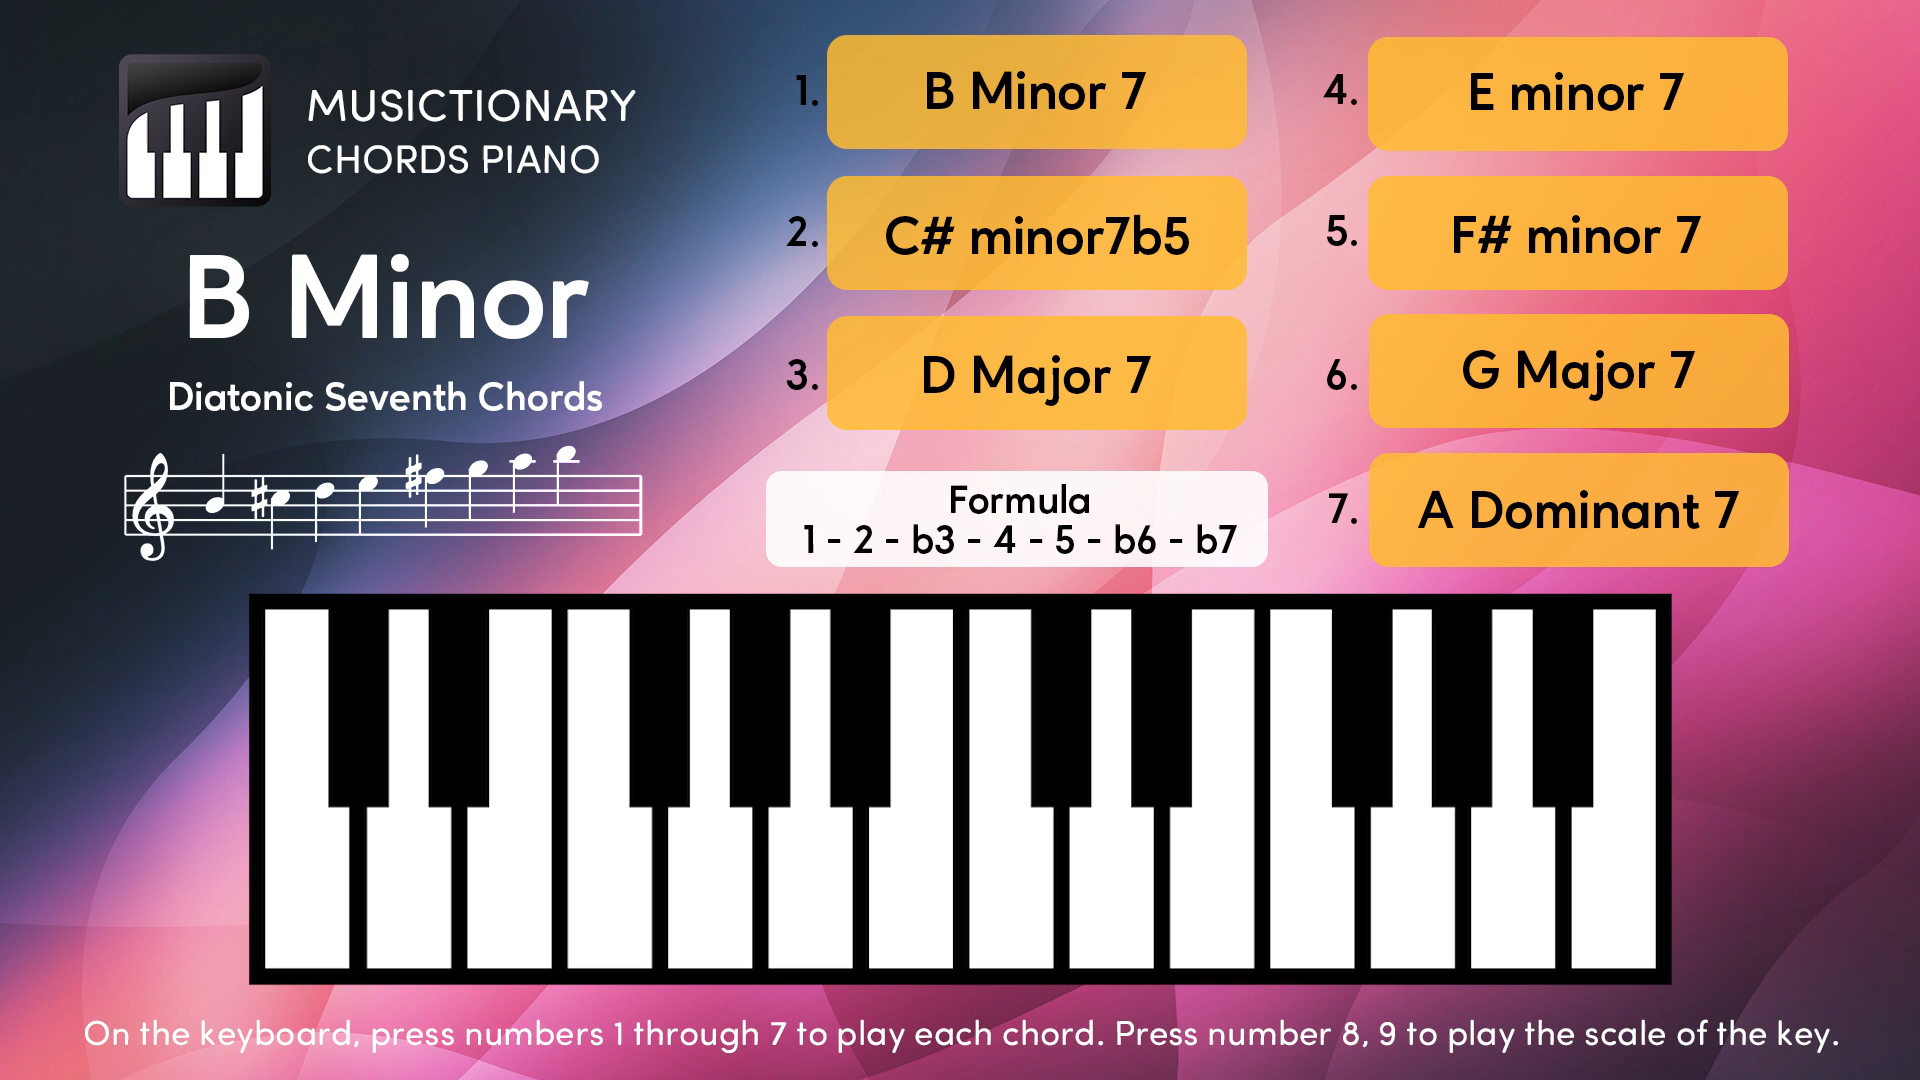 MUSICTIONARY
CHORDS PIANO
B Minor
Diatonic Seventh Chords
1. B Minor 7
2. C# minor7b5
3. D Major 7
4. E minor 7
5. F# minor 7
6. G Major 7
7. A Dominant 7
Formula
1 - 2 - b3 - 4 - 5 - b6 - b7
On the keyboard, press numbers 1 through 7 to play each chord. Press number 8, 9 to play the scale of the key.